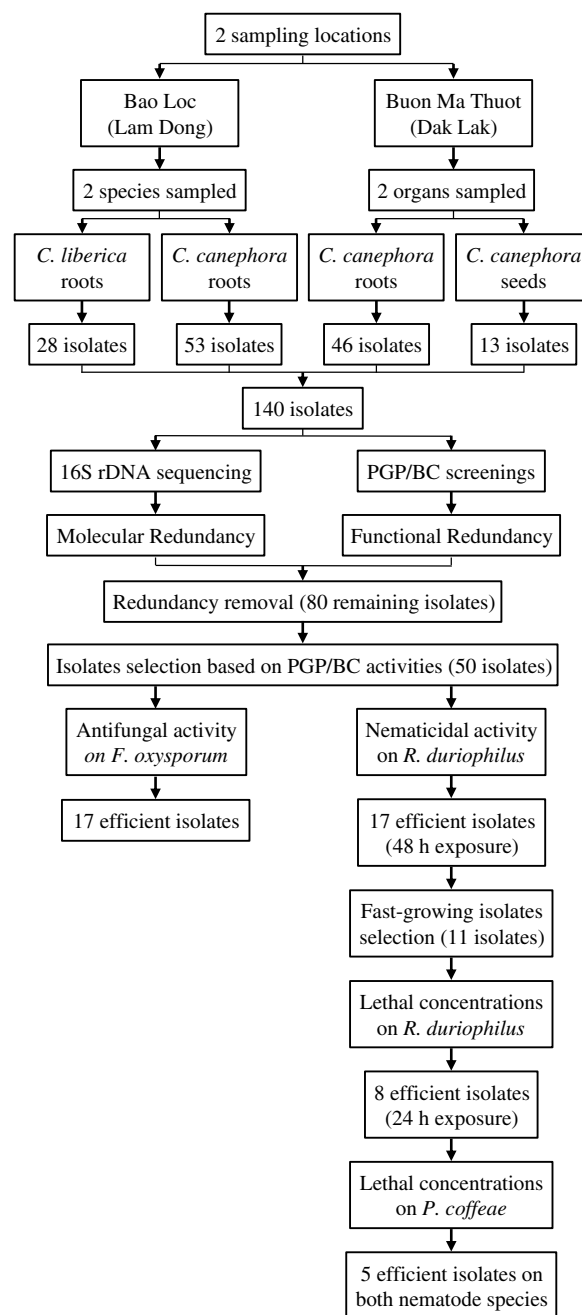 2 sampling locations
Bao Loc
(Lam Dong)
Buon Ma Thuot
(Dak Lak)
2 species sampled
2 organs sampled
C. liberica
roots
C. canephora
roots
C. canephora
roots
C. canephora
seeds
28 isolates
53 isolates
46 isolates
13 isolates
140 isolates
16S rDNA sequencing
PGP/BC screenings
Molecular Redundancy
Functional Redundancy
Redundancy removal (80 remaining isolates)
Isolates selection based on PGP/BC activities (50 isolates)
Antifungal activity
on F. oxysporum
Nematicidal activity
on R. duriophilus
17 efficient isolates
17 efficient isolates
(48 h exposure)
Fast-growing isolates
selection (11 isolates)
Lethal concentrations
on R. duriophilus
8 efficient isolates
(24 h exposure)
Lethal concentrations
on P. coffeae
5 efficient isolates on
both nematode species